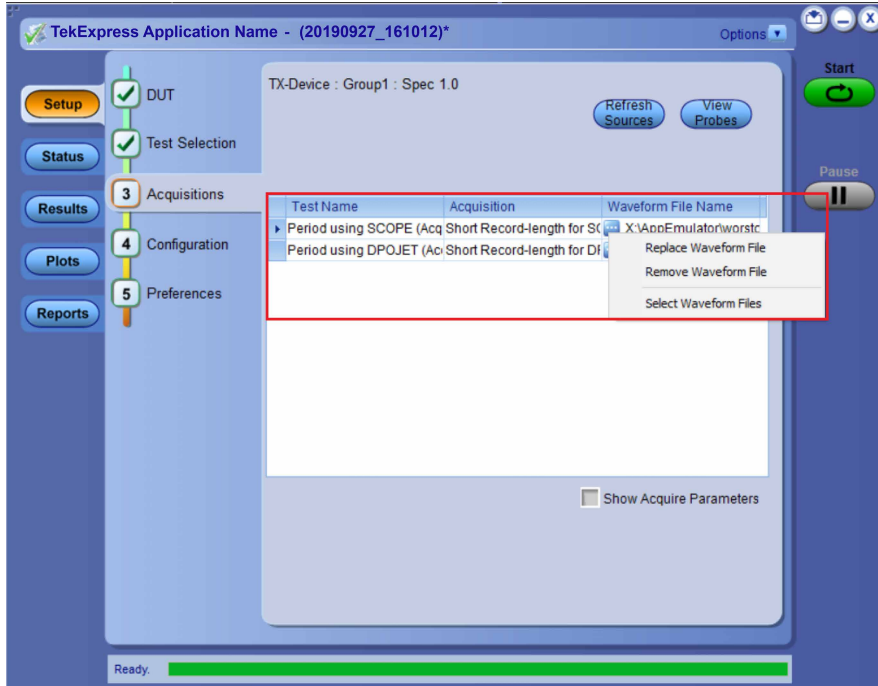 TekExpress Application Name - (20190927_161012)*
Options
Start
Setup
Status
Results
Plots
Reports
DUT
Test Selection
3 Acquisitions
4 Configuration
5 Preferences
TX-Device : Group1 : Spec 1.0
Refresh Sources
View Probes
Pause
Test Name Acquisition Waveform File Name
Period using SCOPE (Acq Short Record-length for SC ... X:\AppEmulator\worstc
Period using DPOJET (Acq Short Record-length for DP
Replace Waveform File
Remove Waveform File
Select Waveform Files
Show Acquire Parameters
Ready.